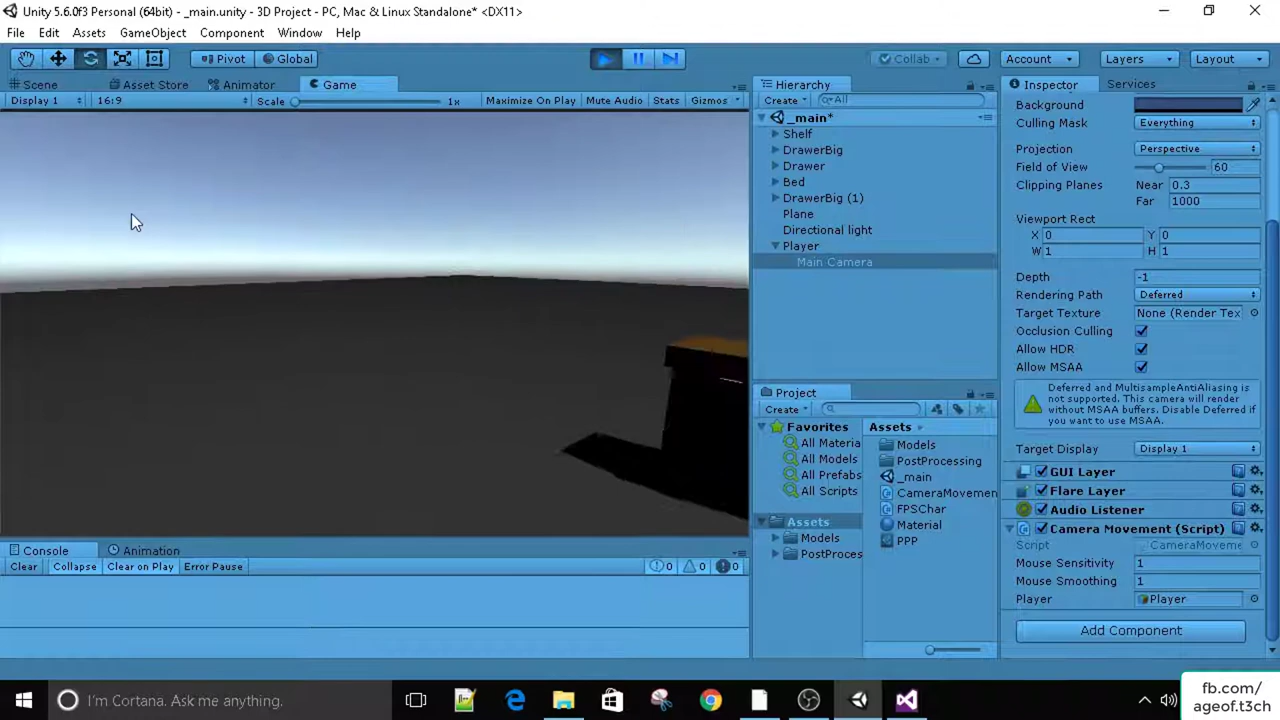 Unity 5.6.0f3 Personal (64bit) - _main.unity - 3D Project - PC, Mac & Linux Standalone* <DX11>
File Edit Assets GameObject Component Window Help
Pivot Global Collab Account Layers Layout
Scene Asset Store Animator Game
Display 1 16:9 Scale 1x Maximize On Play Mute Audio Stats Gizmos
Hierarchy
Create All
_main*
Shelf
DrawerBig
Drawer
Bed
DrawerBig (1)
Plane
Directional light
Player
Main Camera
Project
Create
Favorites
All Materia
All Models
All Prefabs
All Scripts
Assets
Models
PostProces
Assets
Models
PostProcessing
_main
CameraMovemen
FPSChar
Material
PPP
Inspector Services
Background
Culling Mask Everything
Projection Perspective
Field of View 60
Clipping Planes Near 0.3
Far 1000
Viewport Rect
X 0 Y 0
W 1 H 1
Depth -1
Rendering Path Deferred
Target Texture None (Render Tex
Occlusion Culling
Allow HDR
Allow MSAA
Deferred and MultisampleAntiAliasing is
not supported. This camera will render
without MSAA buffers. Disable Deferred if
you want to use MSAA.
Target Display Display 1
GUI Layer
Flare Layer
Audio Listener
Camera Movement (Script)
Script CameraMoveme
Mouse Sensitivity 1
Mouse Smoothing 1
Player Player
Add Component
Console Animation
Clear Collapse Clear on Play Error Pause 0 0 0
I'm Cortana. Ask me anything.
fb.com/
ageof.t3ch